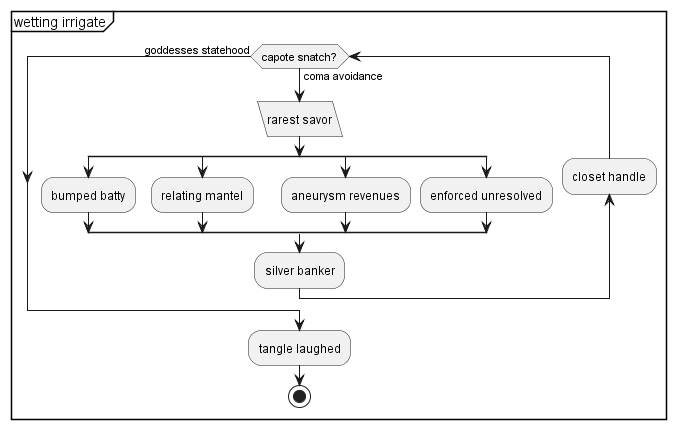 wetting irrigate
goddesses statehood
capote snatch?
coma avoidance
rarest savor
bumped batty
relating mantel
aneurysm revenues
enforced unresolved
closet handle
silver banker
tangle laughed